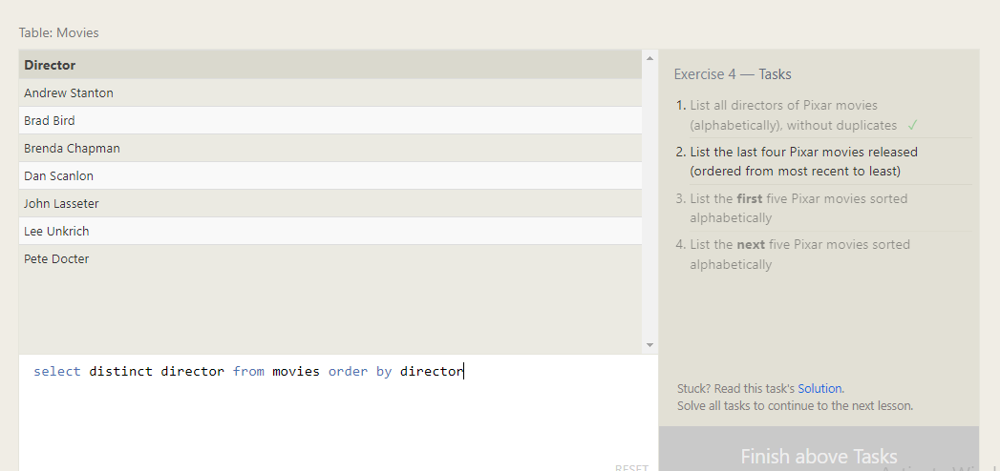 Table: Movies
Director
Andrew Stanton
Brad Bird
Brenda Chapman
Dan Scanlon
John Lasseter
Lee Unkrich
Pete Docter
select distinct director from movies order by director
RESET
Exercise 4 — Tasks
1. List all directors of Pixar movies
(alphabetically), without duplicates ✓
2. List the last four Pixar movies released
(ordered from most recent to least)
3. List the first five Pixar movies sorted
alphabetically
4. List the next five Pixar movies sorted
alphabetically
Stuck? Read this task's Solution.
Solve all tasks to continue to the next lesson.
Finish above Tasks